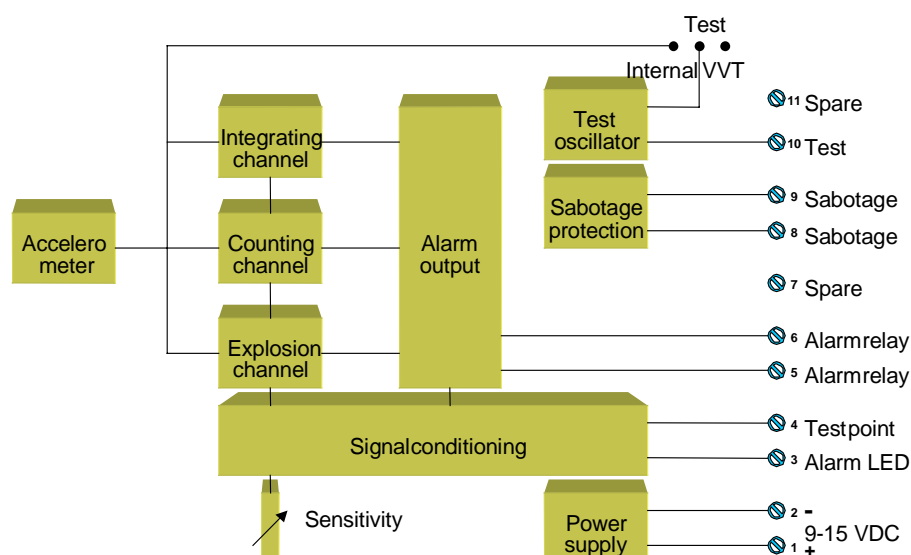 Test
Internal VVT
Integrating
channel
Test
oscillator
11 Spare
10 Test
Accelero
meter
Counting
channel
Alarm
output
Sabotage
protection
9 Sabotage
8 Sabotage
7 Spare
Explosion
channel
6 Alarmrelay
5 Alarmrelay
Signalconditioning
4 Testpoint
3 Alarm LED
Sensitivity
Power
supply
2 -
9-15 VDC
1 +